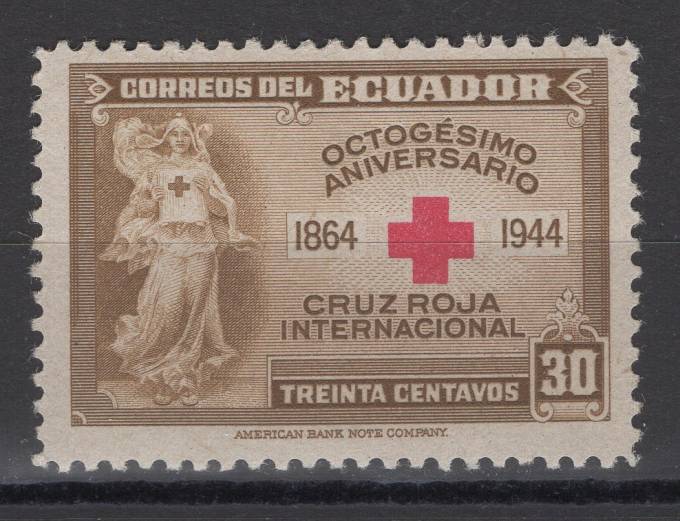 CORREOS DEL ECUADOR
OCTOGÉSIMO
ANIVERSARIO
1864 1944
CRUZ ROJA
INTERNACIONAL
30
TREINTA CENTAVOS
AMERICAN BANK NOTE COMPANY.